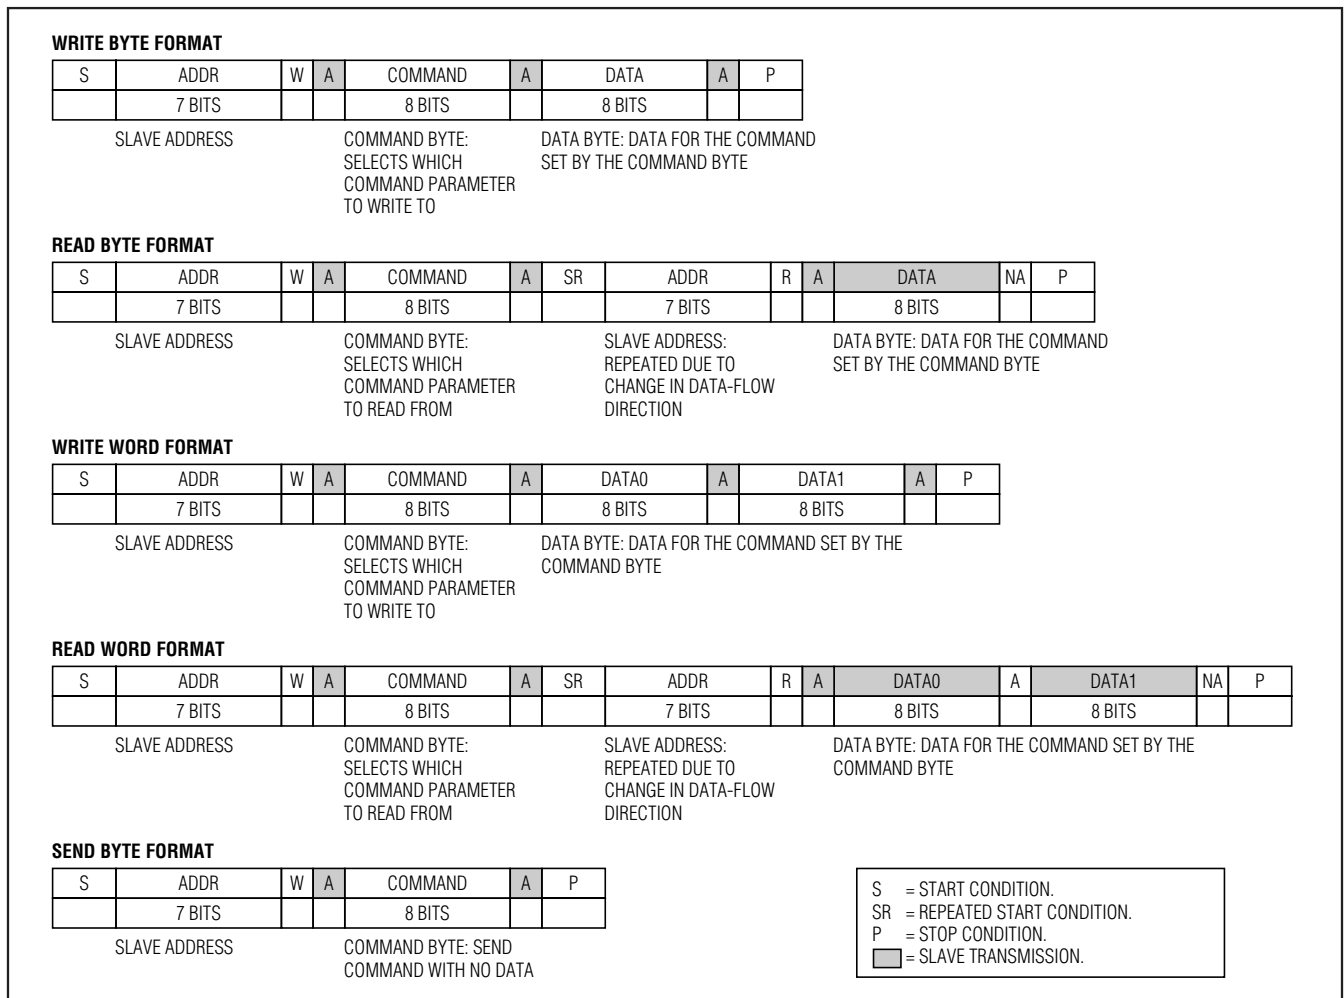 WRITE BYTE FORMAT
S ADDR W A COMMAND A DATA A P
7 BITS 8 BITS 8 BITS
SLAVE ADDRESS
COMMAND BYTE:
SELECTS WHICH
COMMAND PARAMETER
TO WRITE TO
DATA BYTE: DATA FOR THE COMMAND
SET BY THE COMMAND BYTE
READ BYTE FORMAT
S ADDR W A COMMAND A SR ADDR R A DATA NA P
7 BITS 8 BITS 7 BITS 8 BITS
SLAVE ADDRESS
COMMAND BYTE:
SELECTS WHICH
COMMAND PARAMETER
TO READ FROM
SLAVE ADDRESS:
REPEATED DUE TO
CHANGE IN DATA-FLOW
DIRECTION
DATA BYTE: DATA FOR THE COMMAND
SET BY THE COMMAND BYTE
WRITE WORD FORMAT
S ADDR W A COMMAND A DATA0 A DATA1 A P
7 BITS 8 BITS 8 BITS 8 BITS
SLAVE ADDRESS
COMMAND BYTE:
SELECTS WHICH
COMMAND PARAMETER
TO WRITE TO
DATA BYTE: DATA FOR THE COMMAND SET BY THE
COMMAND BYTE
READ WORD FORMAT
S ADDR W A COMMAND A SR ADDR R A DATA0 A DATA1 NA P
7 BITS 8 BITS 7 BITS 8 BITS 8 BITS
SLAVE ADDRESS
COMMAND BYTE:
SELECTS WHICH
COMMAND PARAMETER
TO READ FROM
SLAVE ADDRESS:
REPEATED DUE TO
CHANGE IN DATA-FLOW
DIRECTION
DATA BYTE: DATA FOR THE COMMAND SET BY THE
COMMAND BYTE
SEND BYTE FORMAT
S ADDR W A COMMAND A P
7 BITS 8 BITS
SLAVE ADDRESS
COMMAND BYTE: SEND
COMMAND WITH NO DATA
S = START CONDITION.
SR = REPEATED START CONDITION.
P = STOP CONDITION.
= SLAVE TRANSMISSION.